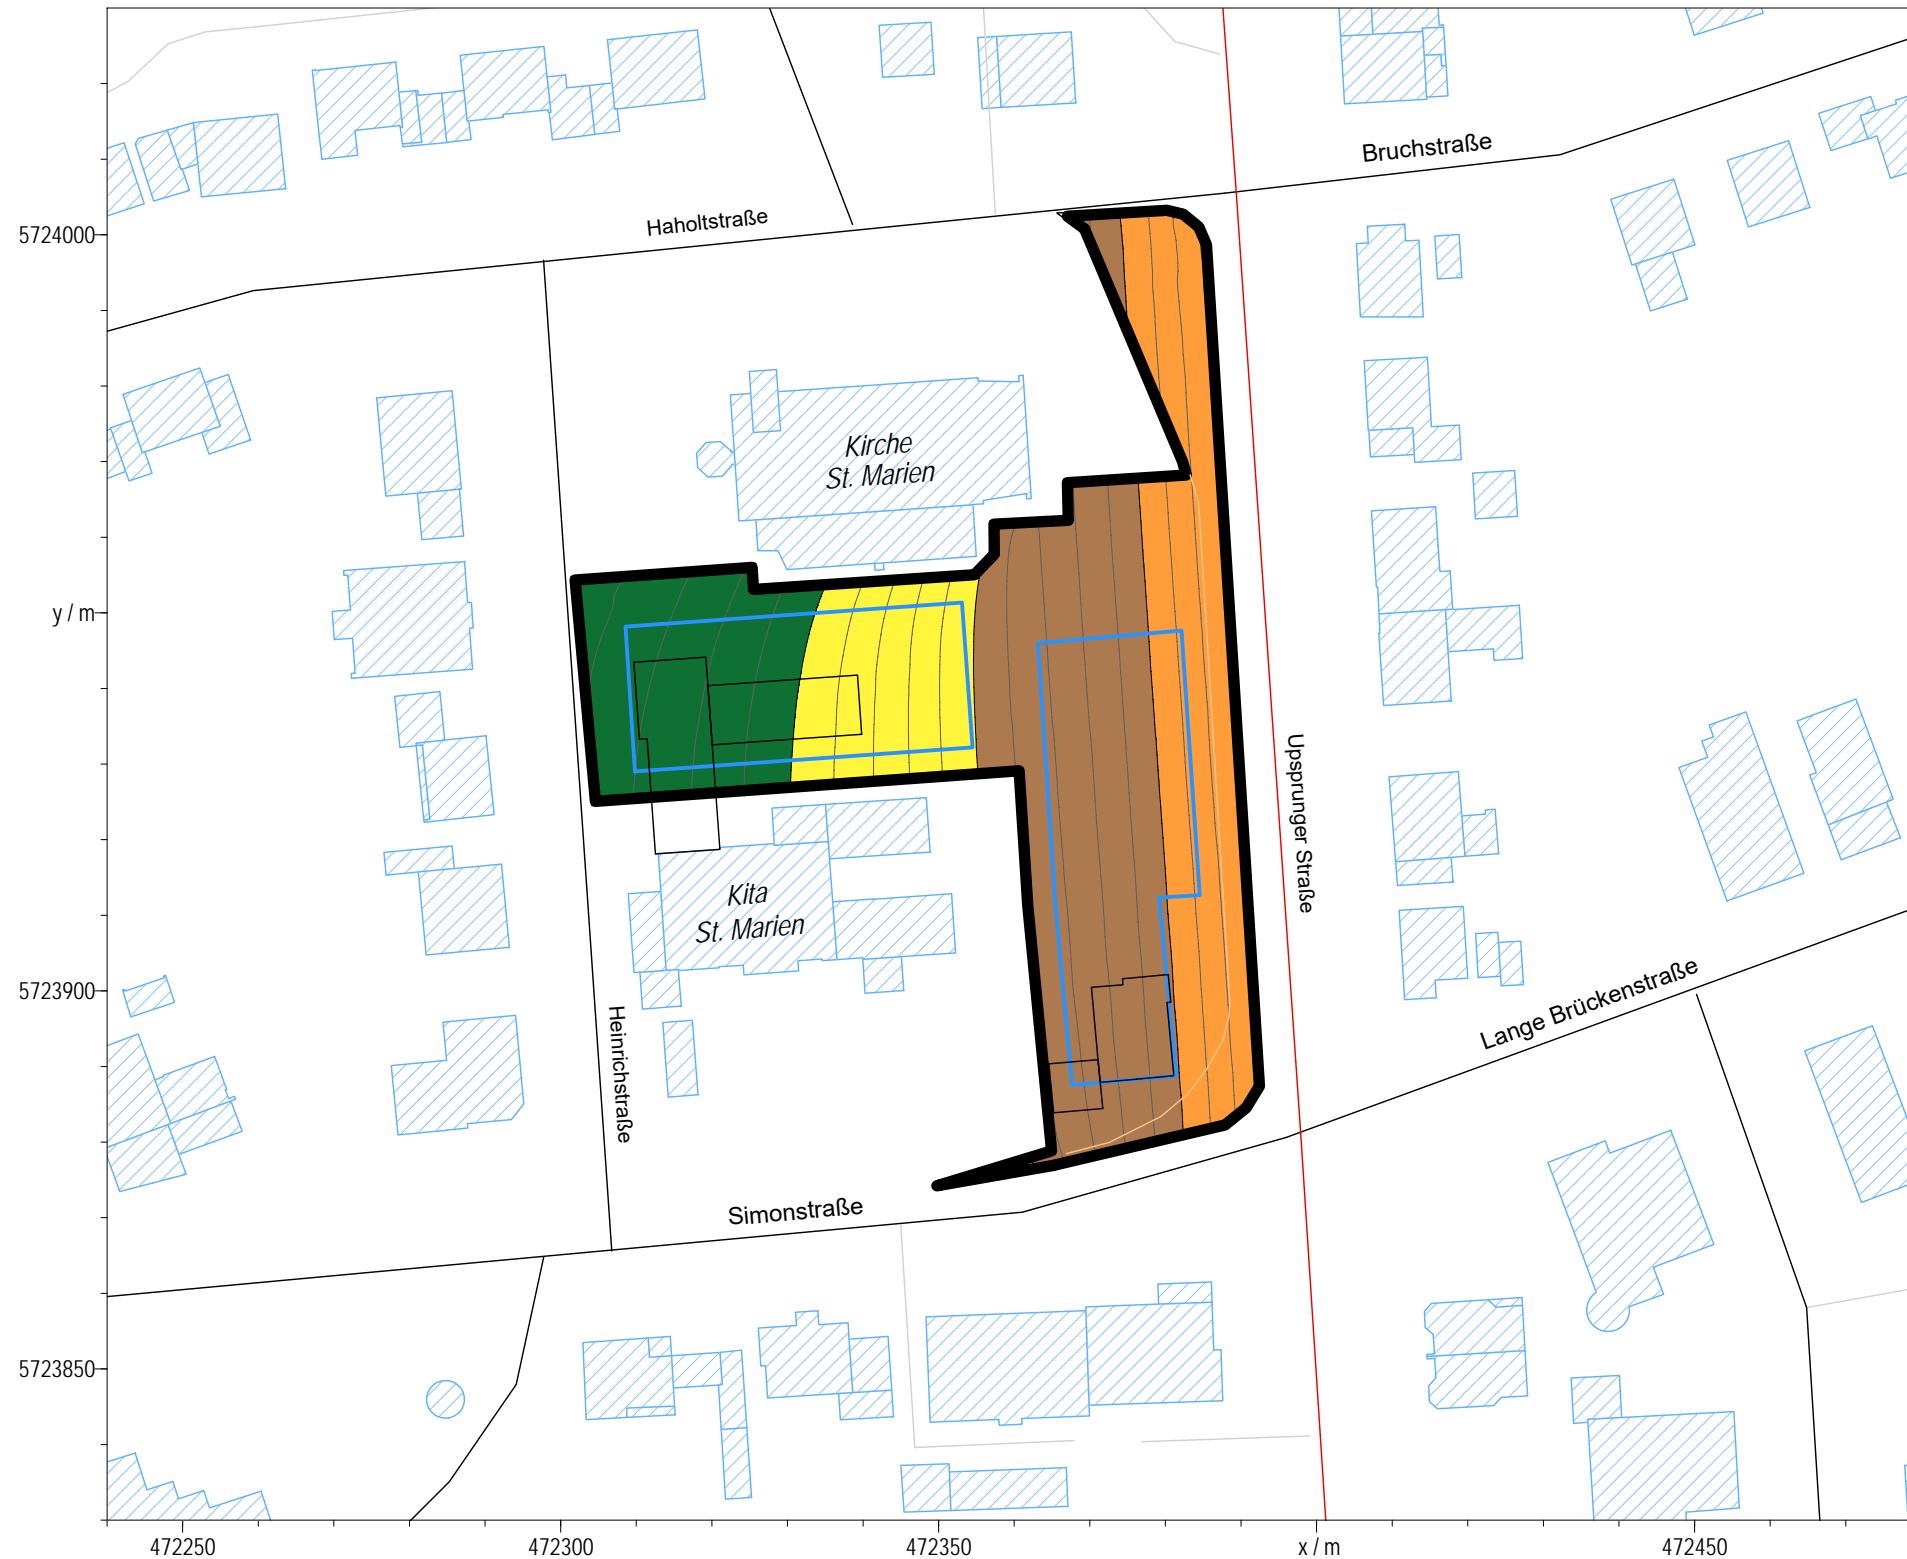 Bruchstraße
Haholtstraße
5724000
Kirche
St. Marien
y / m
Upsprunger Straße
Kita
St. Marien
Lange Brückenstraße
5723900
Heinrichstraße
Simonstraße
5723850
472250
472300
472350
x / m
472450